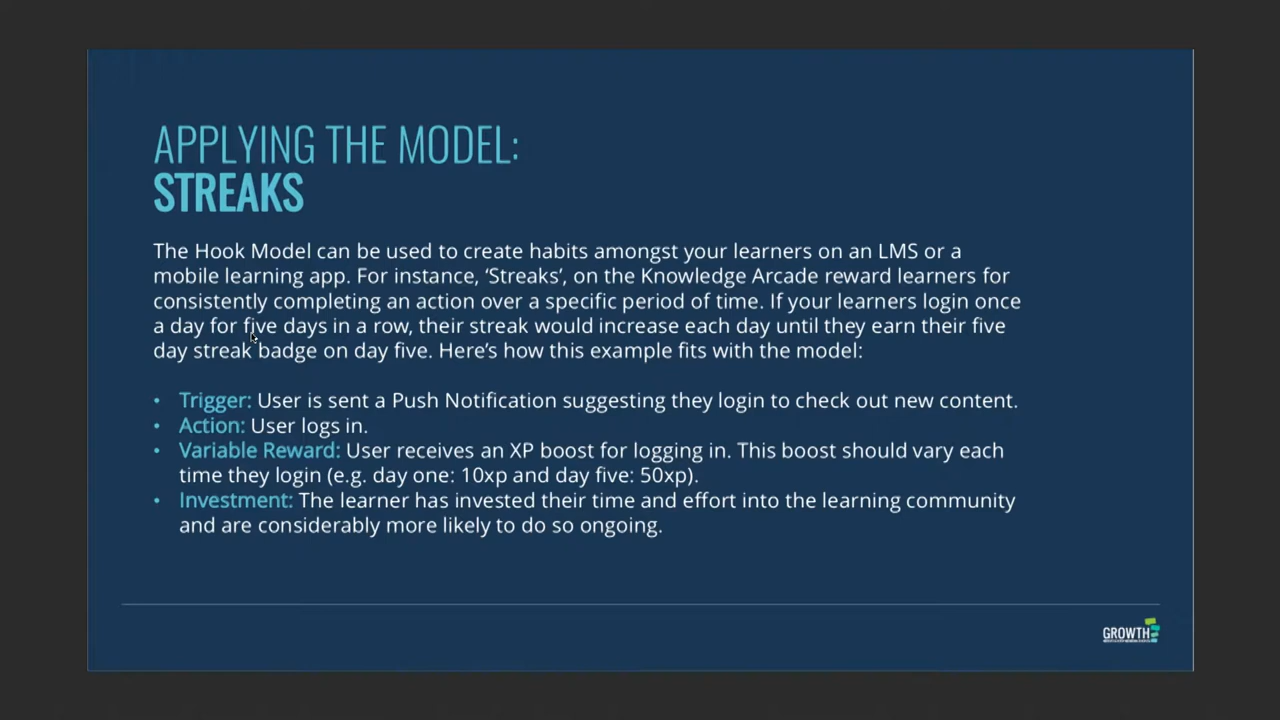 APPLYING THE MODEL:
STREAKS
The Hook Model can be used to create habits amongst your learners on an LMS or a
mobile learning app. For instance, ‘Streaks’, on the Knowledge Arcade reward learners for
consistently completing an action over a specific period of time. If your learners login once
a day for five days in a row, their streak would increase each day until they earn their five
day streak badge on day five. Here’s how this example fits with the model:
• Trigger: User is sent a Push Notification suggesting they login to check out new content.
• Action: User logs in.
• Variable Reward: User receives an XP boost for logging in. This boost should vary each
time they login (e.g. day one: 10xp and day five: 50xp).
• Investment: The learner has invested their time and effort into the learning community
and are considerably more likely to do so ongoing.
GROWTH